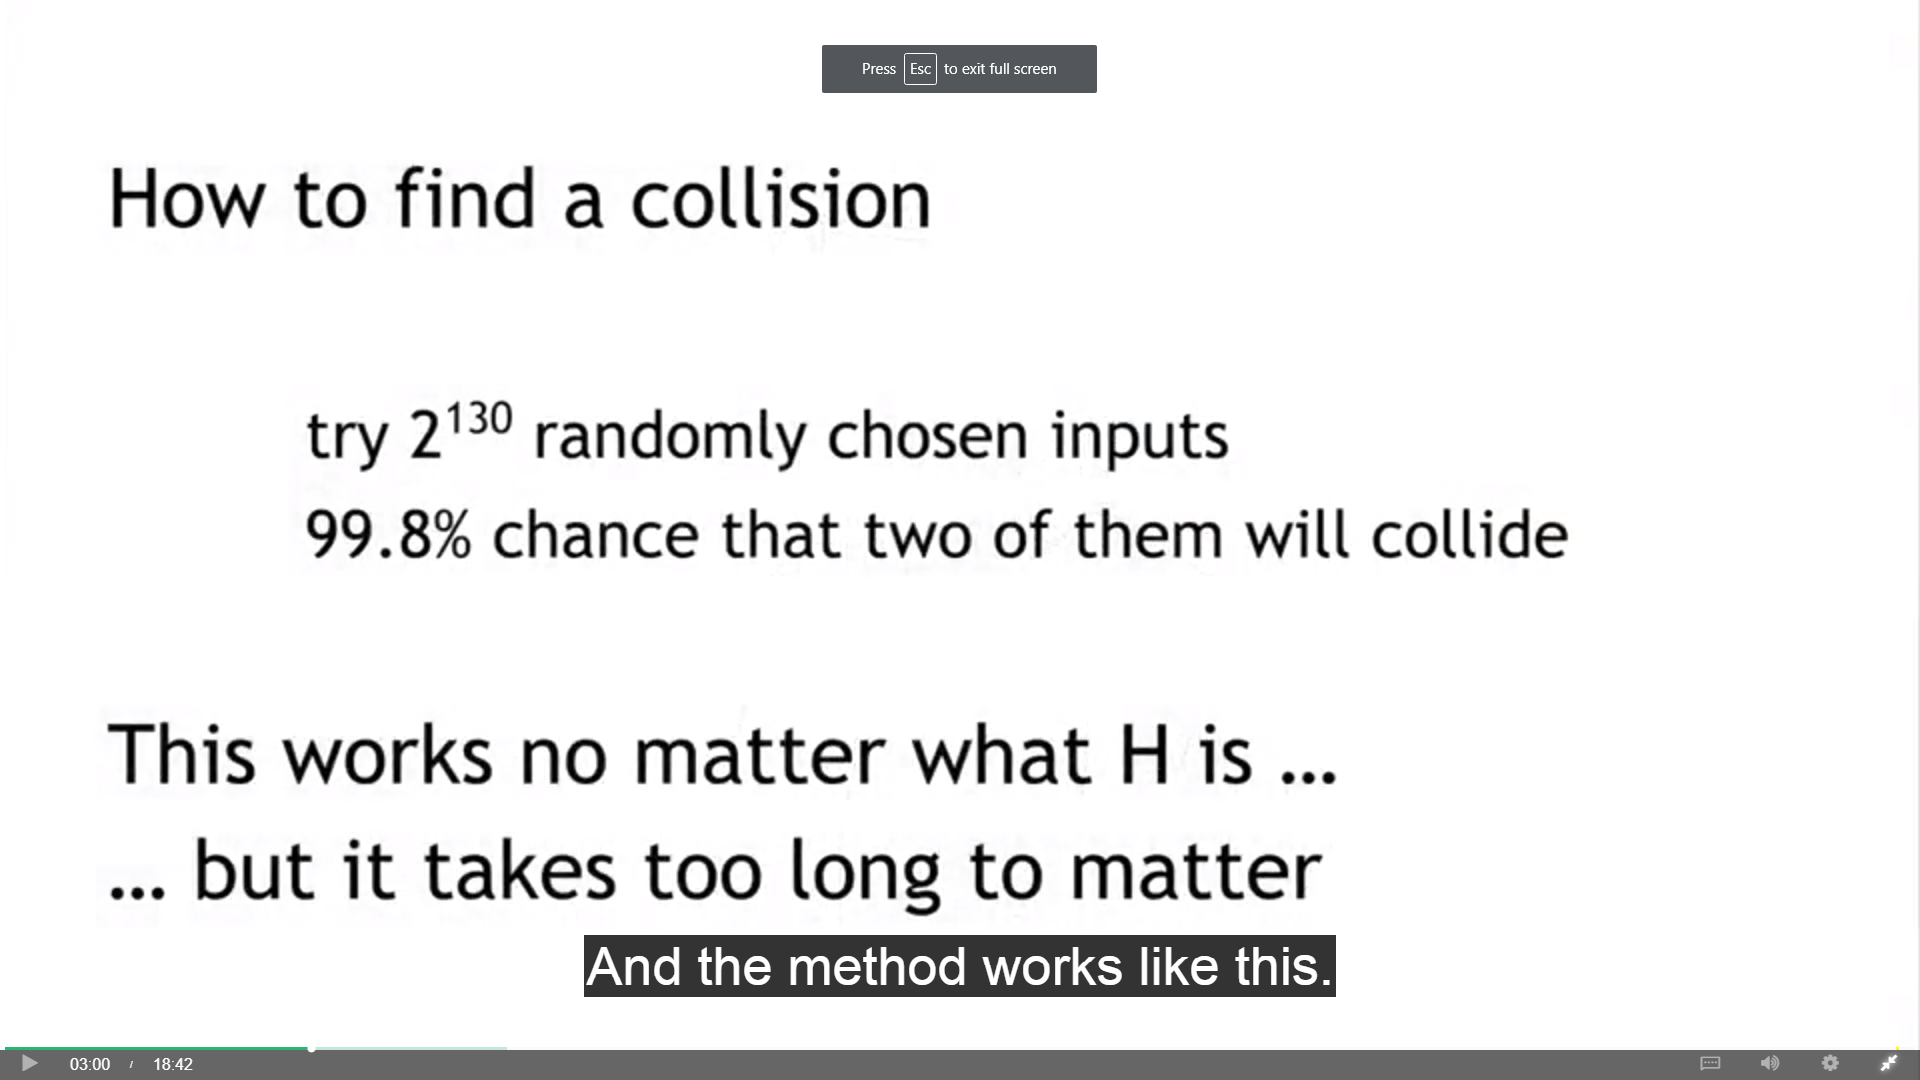 Press Esc to exit full screen
How to find a collision
try 2¹³⁰ randomly chosen inputs
99.8% chance that two of them will collide
This works no matter what H is ...
... but it takes too long to matter
And the method works like this.
03:00 / 18:42